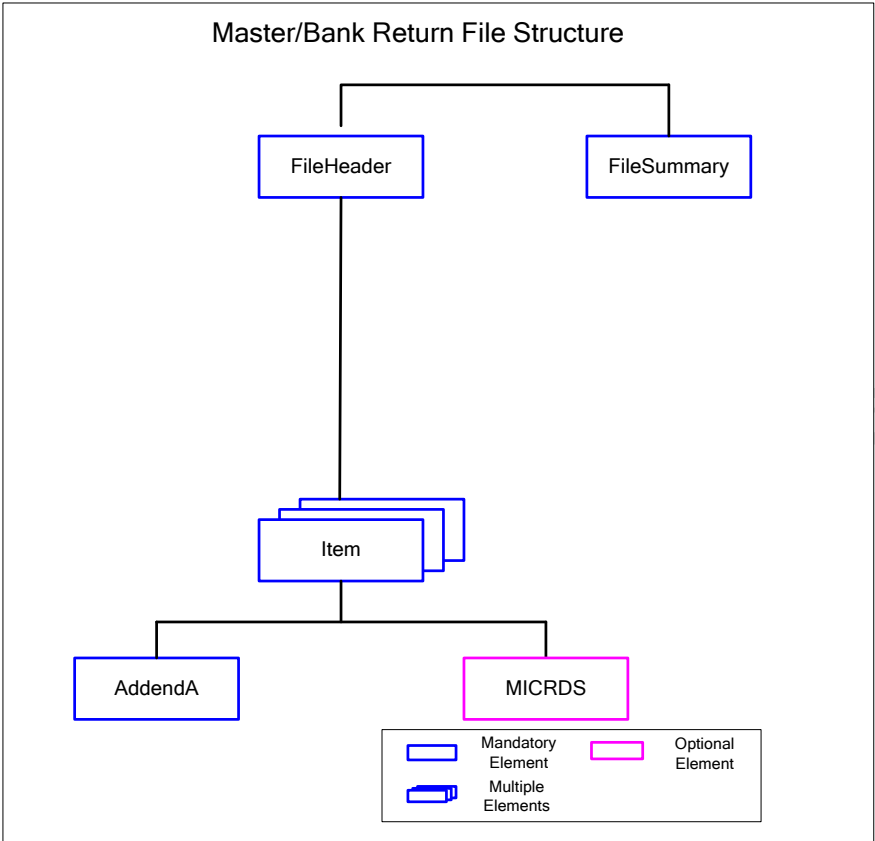 Master/Bank Return File Structure
FileHeader
FileSummary
Item
AddendA
MICRDS
Mandatory
Element
Optional
Element
Multiple
Elements